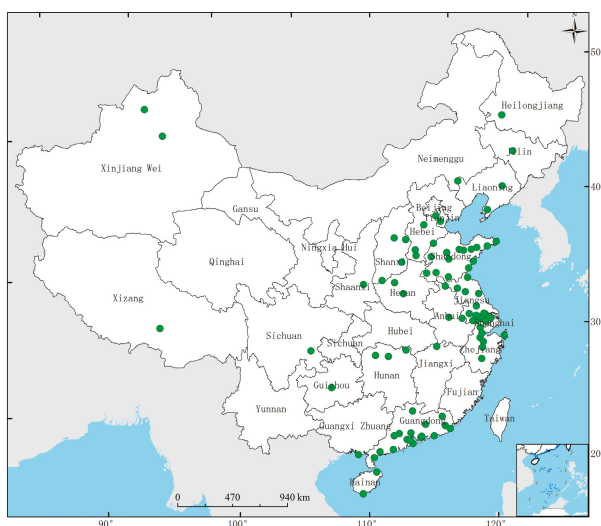 N
50
Heilongjiang
Jilin
Neimenggu
Xinjiang Wei
Liaoning
40
Beijing
TianJin
Gansu
Hebei
Ningxia Hui
Shandong
Qinghai
Shanxi
Shaanxi
Henan
Jiangsu
30
Xizang
Anhui
Shanghai
Hubei
Sichuan
Sichuan
Zhejiang
Jiangxi
Hunan
Guizhou
Fujian
Yunnan
Guangxi Zhuang
Guangdong
Taiwan
20
Hainan
0 470 940 km
90° 100° 110° 120°